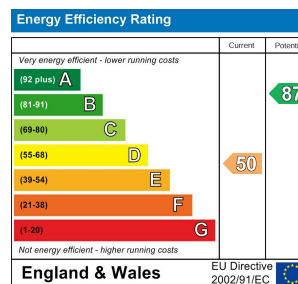 Energy Efficiency Rating
Current
Very energy efficient - lower running costs
(92 plus) A
(81-91) B
87
(69-80) C
(55-68) D
50
(39-54) E
(21-38) F
(1-20) G
Not energy efficient - higher running costs
England & Wales
EU Directive
2002/91/EC